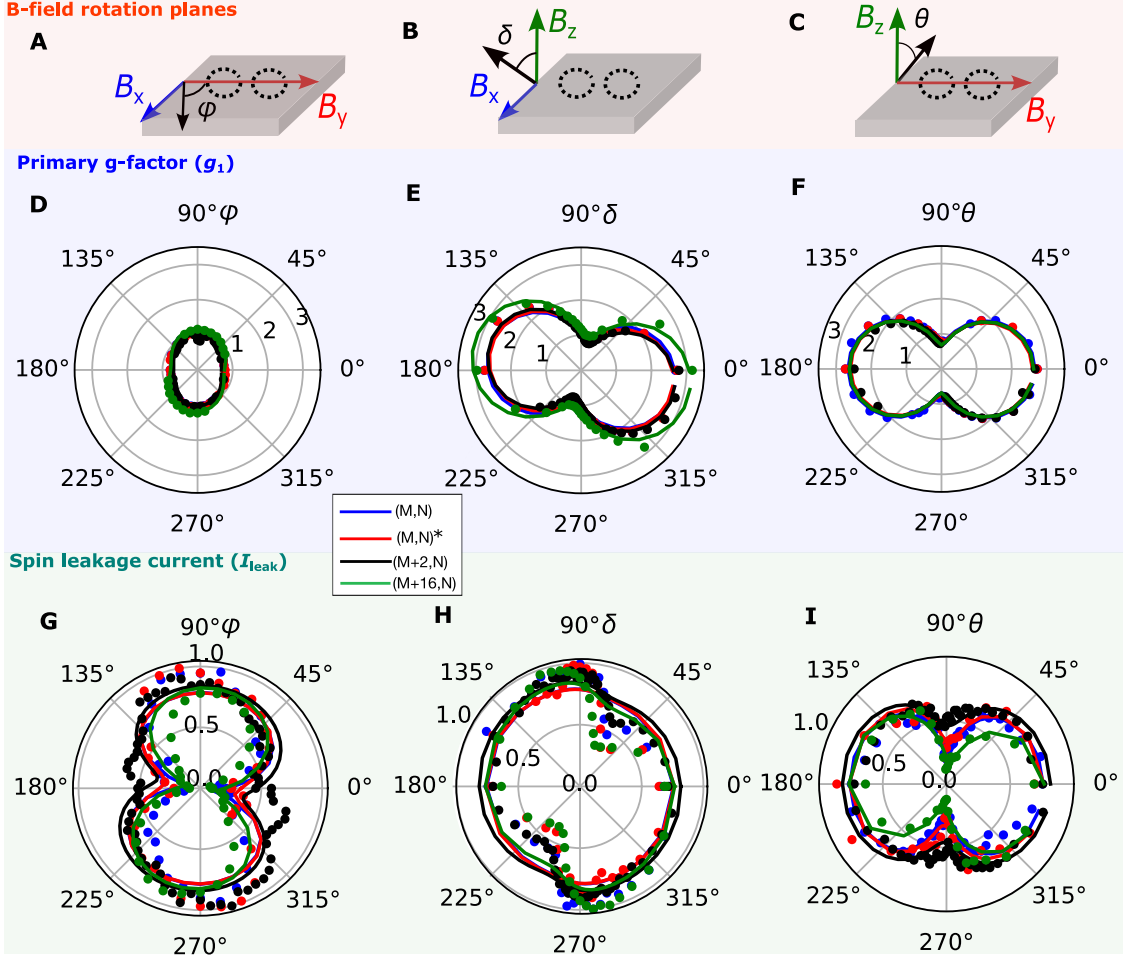 B-field rotation planes
A
B
C
Bx
φ
By
δ
Bz
Bx
Bz
θ
By
Primary g-factor (g1)
D
E
F
90°φ
135°
45°
180°
1
2
3
0°
225°
315°
270°
90°δ
135°
45°
3
2
1
180°
0°
225°
315°
270°
90°θ
135°
45°
3
2
1
180°
0°
225°
315°
270°
(M,N)
(M,N)*
(M+2,N)
(M+16,N)
Spin leakage current (Ileak)
G
H
I
90°φ
135°
1.0
45°
0.5
180°
0.0
0°
225°
315°
270°
90°δ
135°
45°
1.0
0.5
180°
0.0
0°
225°
315°
270°
90°θ
135°
45°
1.0
0.5
180°
0.0
0°
225°
315°
270°